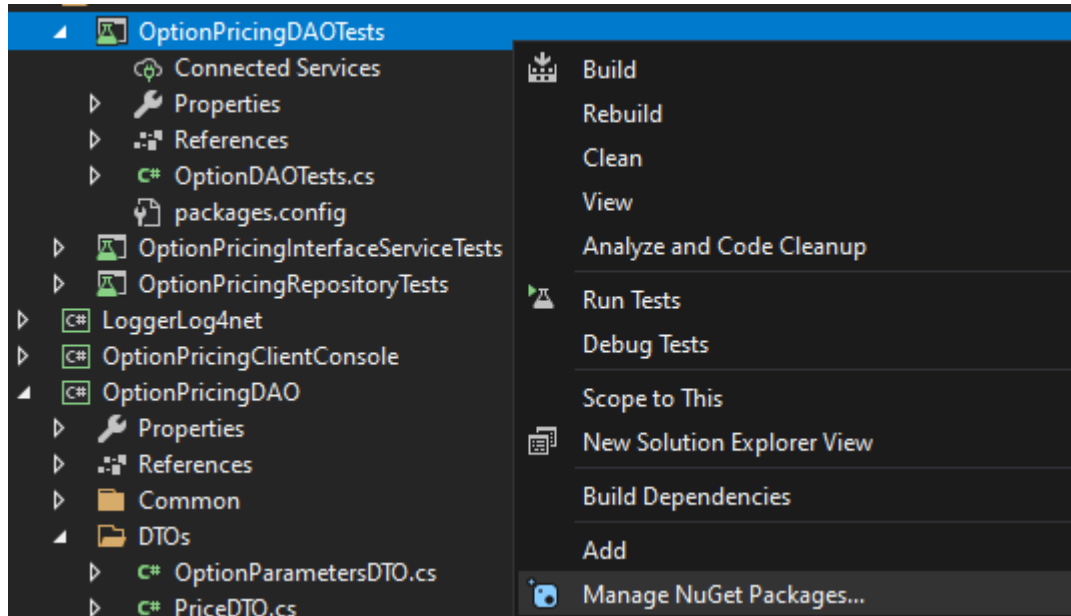 OptionPricingDAOTests
Connected Services
Properties
References
C# OptionDAOTests.cs
packages.config
OptionPricingInterfaceServiceTests
OptionPricingRepositoryTests
C# LoggerLog4net
C# OptionPricingClientConsole
C# OptionPricingDAO
Properties
References
Common
DTOs
C# OptionParametersDTO.cs
C# PriceDTO.cs
Build
Rebuild
Clean
View
Analyze and Code Cleanup
Run Tests
Debug Tests
Scope to This
New Solution Explorer View
Build Dependencies
Add
Manage NuGet Packages...